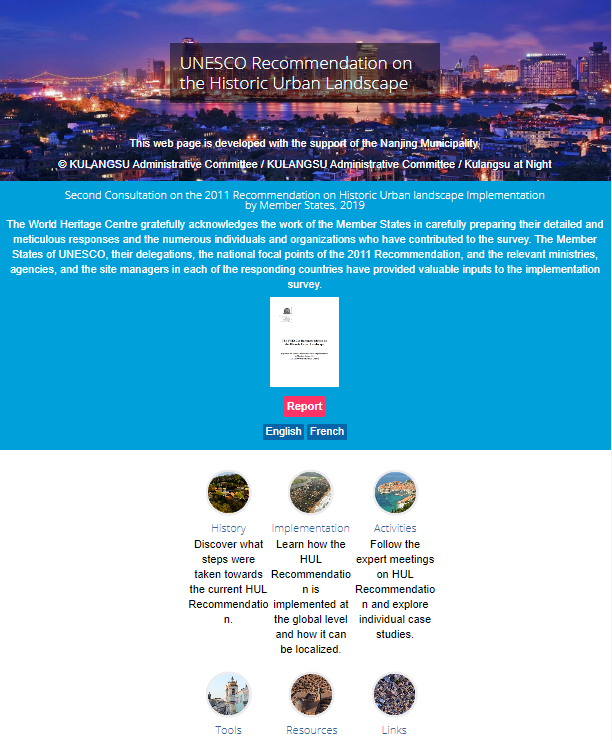 UNESCO Recommendation on
the Historic Urban Landscape
This web page is developed with the support of the Nanjing Municipality.
© KULANGSU Administrative Committee / KULANGSU Administrative Committee / Kulangsu at Night
Second Consultation on the 2011 Recommendation on Historic Urban landscape Implementation
by Member States, 2019
The World Heritage Centre gratefully acknowledges the work of the Member States in carefully preparing their detailed and
meticulous responses and the numerous individuals and organizations who have contributed to the survey. The Member
States of UNESCO, their delegations, the national focal points of the 2011 Recommendation, and the relevant ministries,
agencies, and the site managers in each of the responding countries have provided valuable inputs to the implementation
survey.
Report
English French
History Implementation Activities
Discover what
steps were
taken towards
the current HUL
Recommendatio
n.
Learn how the
HUL
Recommendatio
n is
implemented at
the global level
and how it can
be localized.
Follow the
expert meetings
on HUL
Recommendatio
n and explore
individual case
studies.
Tools Resources Links